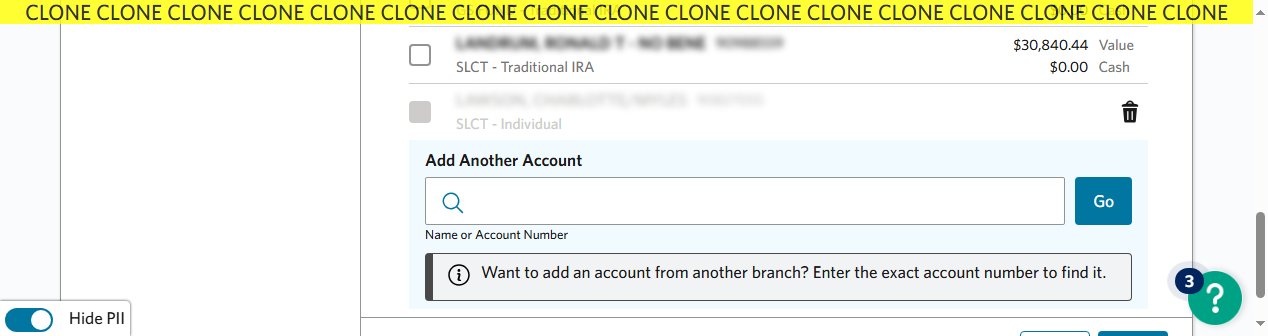 CLONE CLONE CLONE CLONE CLONE CLONE CLONE CLONE CLONE CLONE CLONE CLONE CLONE CLONE CLONE CLONE CLONE
$30,840.44 Value
SLCT - Traditional IRA
$0.00 Cash
SLCT - Individual
Add Another Account
Go
Name or Account Number
Want to add an account from another branch? Enter the exact account number to find it.
3
?
Hide PII